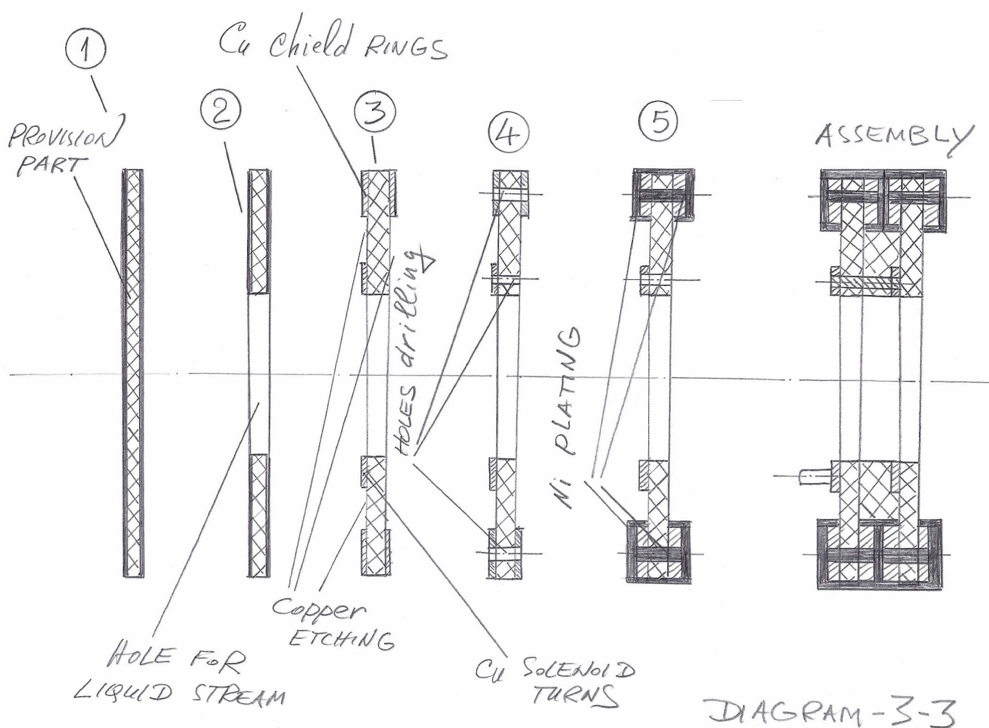 1
Cu chield RINGS
2
3
4
5
PROVISION
PART
ASSEMBLY
HOLES drilling
Ni PLATING
Copper
ETCHING
HOLE FOR
LIQUID STREAM
Cu SOLENOID
TURNS
DIAGRAM-3-3